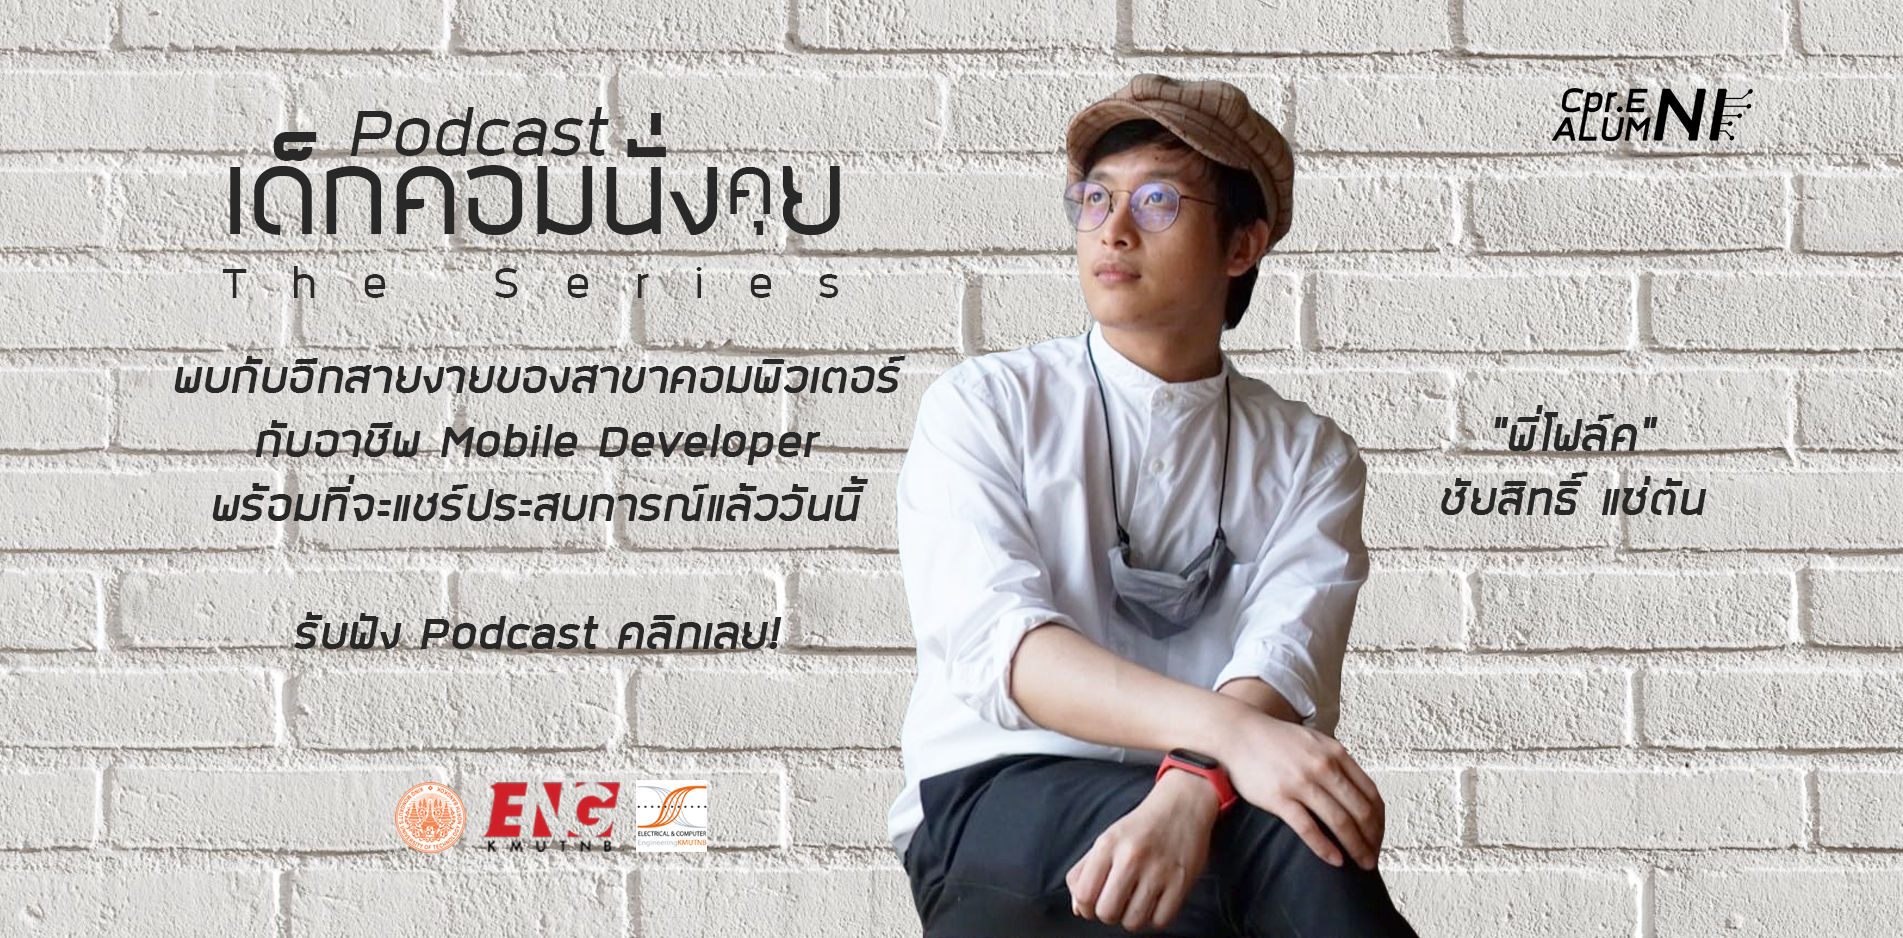 Podcast
เด็กคอมนั่งคุย
The Series
พบกับอีกสายงายของสาขาคอมพิวเตอร์
กับอาชีพ Mobile Developer
พร้อมที่จะแชร์ประสบการณ์แล้ววันนี้
รับฟัง Podcast คลิกเลย!
Cpr.E
ALUMNI
"พี่โฟล์ค"
ชัยสิทธิ์ แซ่ตัน
ENG
KMUTNB
ELECTRICAL & COMPUTER
Engineering KMUTNB